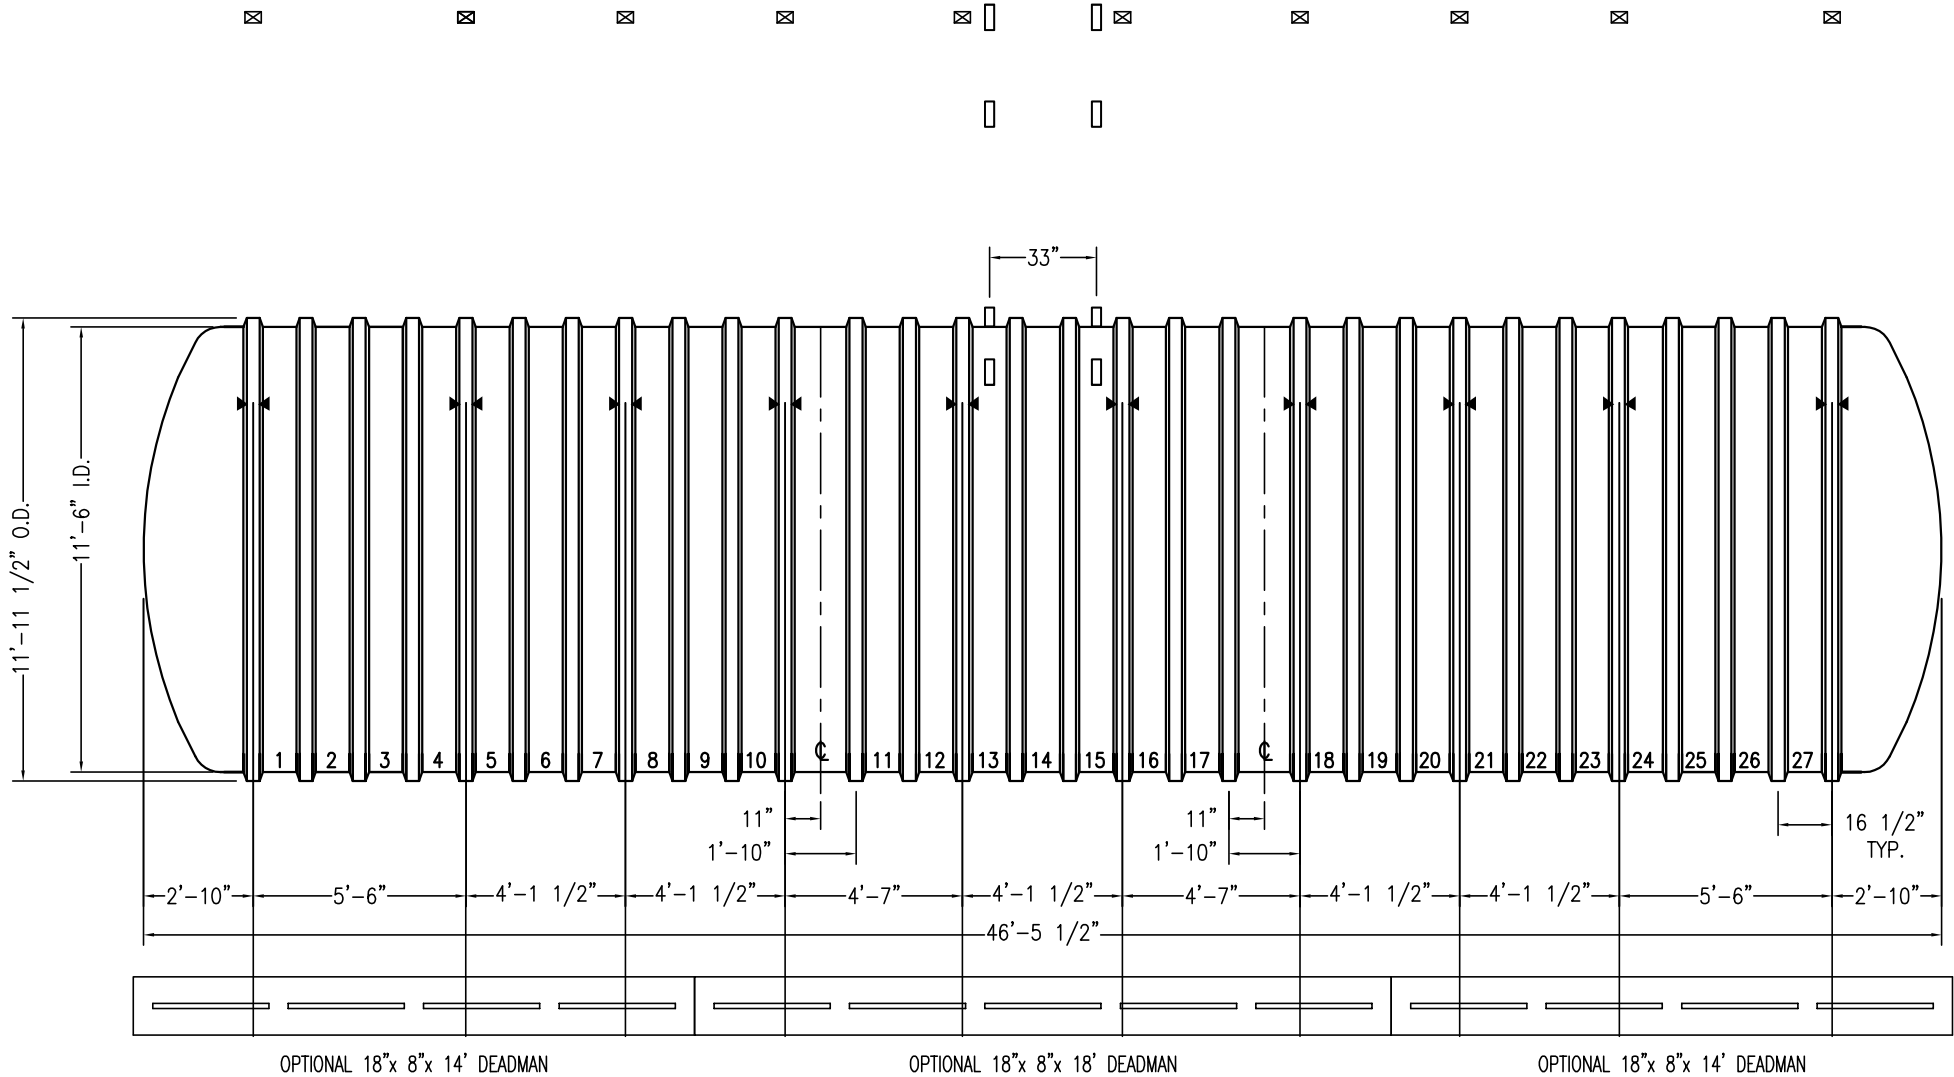 33"
11'-11 1/2" O.D.
11'-6" I.D.
1 2 3 4 5 6 7 8 9 10 ℄ 11 12 13 14 15 16 17 ℄ 18 19 20 21 22 23 24 25 26 27
11" 11" 16 1/2"
1'-10" 1'-10" TYP.
2'-10" 5'-6" 4'-1 1/2" 4'-1 1/2" 4'-7" 4'-1 1/2" 4'-7" 4'-1 1/2" 4'-1 1/2" 5'-6" 2'-10"
46'-5 1/2"
OPTIONAL 18"x 8"x 14' DEADMAN OPTIONAL 18"x 8"x 18' DEADMAN OPTIONAL 18"x 8"x 14' DEADMAN